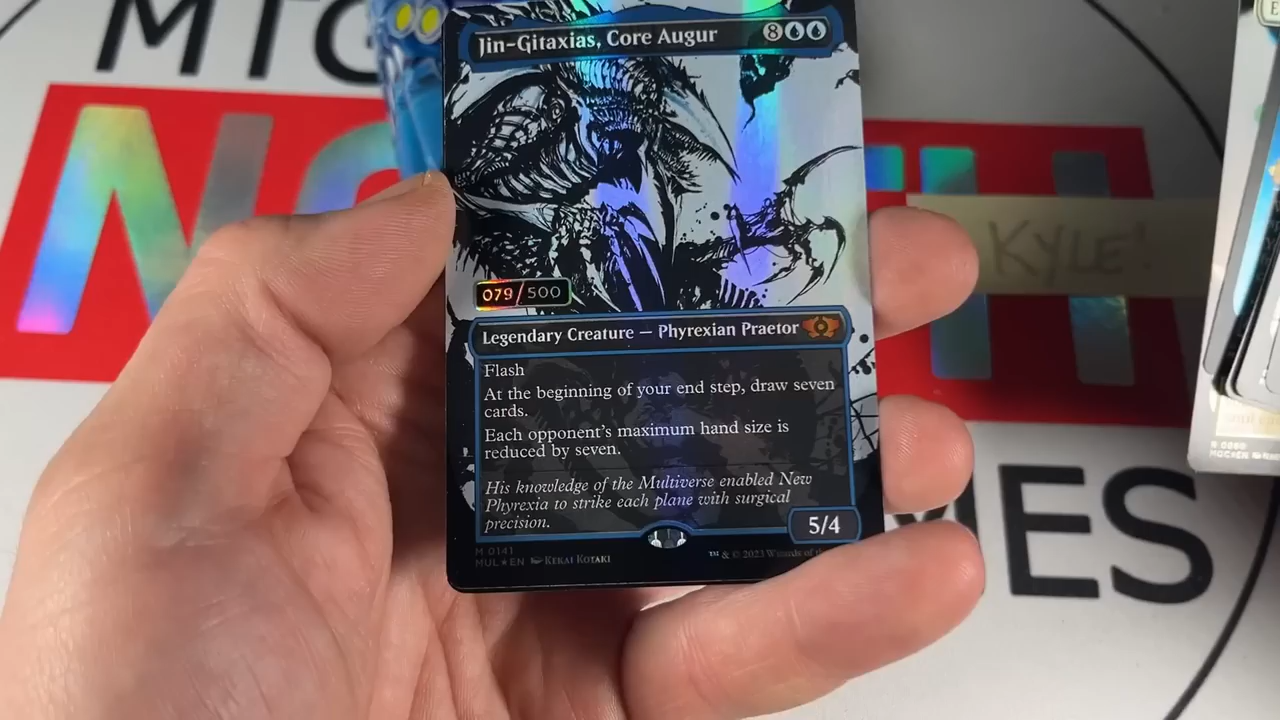 MTG
Jin-Gitaxias, Core Augur 8
NO TH
KYLE!
079/500
Legendary Creature — Phyrexian Praetor
Flash
At the beginning of your end step, draw seven
cards.
Each opponent's maximum hand size is
reduced by seven.
His knowledge of the Multiverse enabled New
Phyrexia to strike each plane with surgical
precision.
5/4
M 0141
MUL★EN KEKAI KOTAKI
™ & © 2023 Wizards of
MES